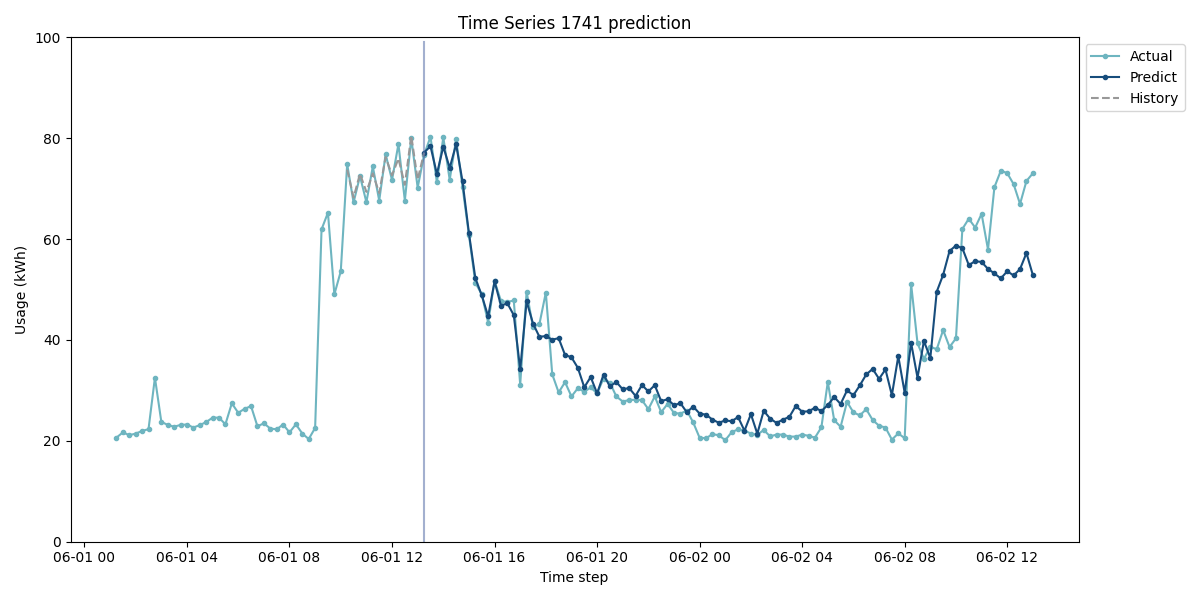 Time Series 1741 prediction
Usage (kWh)
100
80
60
40
20
0
06-01 00
06-01 04
06-01 08
06-01 12
06-01 16
06-01 20
06-02 00
06-02 04
06-02 08
06-02 12
Time step
Actual
Predict
History